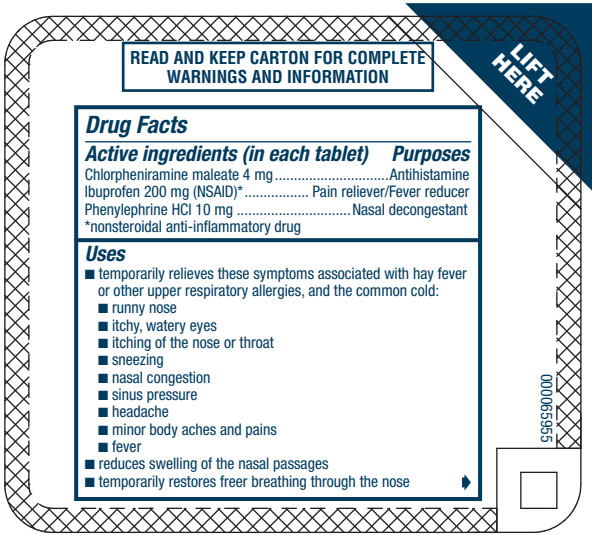 READ AND KEEP CARTON FOR COMPLETE
WARNINGS AND INFORMATION
LIFT
HERE
Drug Facts
Active ingredients (in each tablet) Purposes
Chlorpheniramine maleate 4 mg.............................Antihistamine
Ibuprofen 200 mg (NSAID)*................. Pain reliever/Fever reducer
Phenylephrine HCl 10 mg ..............................Nasal decongestant
*nonsteroidal anti-inflammatory drug
Uses
■ temporarily relieves these symptoms associated with hay fever
or other upper respiratory allergies, and the common cold:
■ runny nose
■ itchy, watery eyes
■ itching of the nose or throat
■ sneezing
■ nasal congestion
■ sinus pressure
■ headache
■ minor body aches and pains
■ fever
■ reduces swelling of the nasal passages
■ temporarily restores freer breathing through the nose
000065955